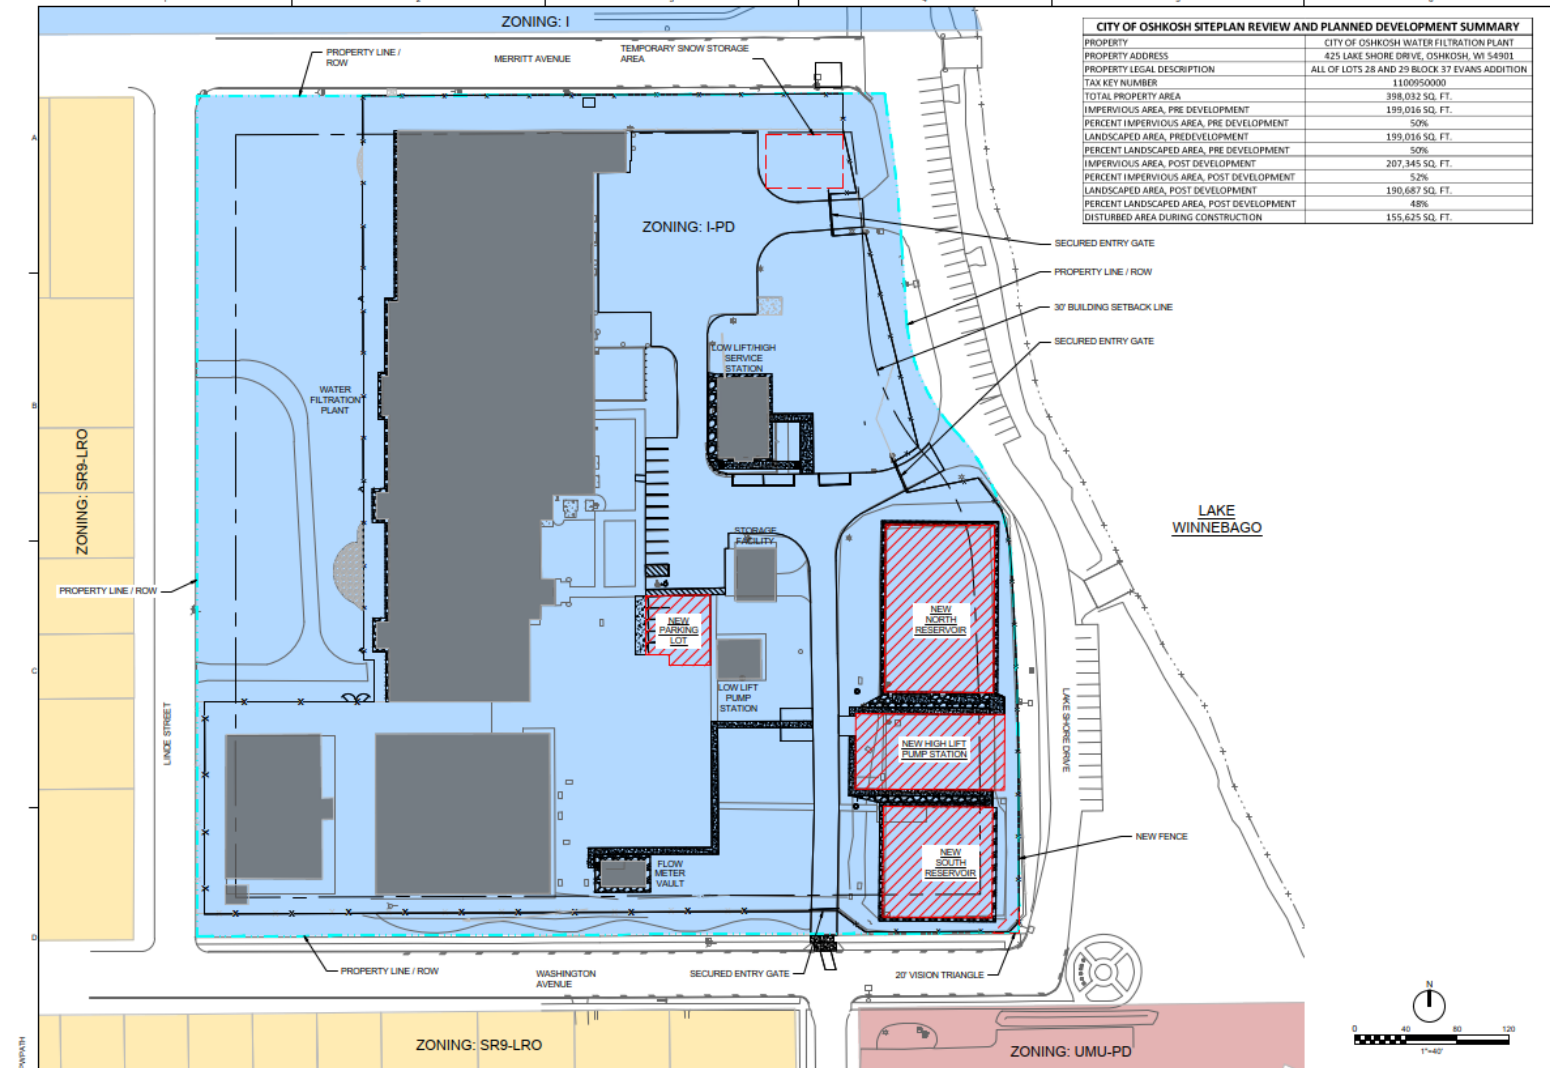 ZONING: I
CITY OF OSHKOSH SITEPLAN REVIEW AND PLANNED DEVELOPMENT SUMMARY
PROPERTY CITY OF OSHKOSH WATER FILTRATION PLANT
PROPERTY ADDRESS 425 LAKE SHORE DRIVE, OSHKOSH, WI 54901
PROPERTY LEGAL DESCRIPTION ALL OF LOTS 28 AND 29 BLOCK 37 EVANS ADDITION
TAX KEY NUMBER 1100950000
TOTAL PROPERTY AREA 398,032 SQ. FT.
IMPERVIOUS AREA, PRE DEVELOPMENT 199,016 SQ. FT.
PERCENT IMPERVIOUS AREA, PRE DEVELOPMENT 50%
LANDSCAPED AREA, PREDEVELOPMENT 199,016 SQ. FT.
PERCENT LANDSCAPED AREA, PRE DEVELOPMENT 50%
IMPERVIOUS AREA, POST DEVELOPMENT 207,345 SQ. FT.
PERCENT IMPERVIOUS AREA, POST DEVELOPMENT 52%
LANDSCAPED AREA, POST DEVELOPMENT 190,687 SQ. FT.
PERCENT LANDSCAPED AREA, POST DEVELOPMENT 48%
DISTURBED AREA DURING CONSTRUCTION 155,625 SQ. FT.
PROPERTY LINE /
ROW
MERRITT AVENUE
TEMPORARY SNOW STORAGE
AREA
A
ZONING: I-PD
SECURED ENTRY GATE
PROPERTY LINE / ROW
30' BUILDING SETBACK LINE
SECURED ENTRY GATE
LOW LIFT/HIGH
SERVICE
STATION
WATER
FILTRATION
PLANT
B
ZONING: SR9-LRO
LAKE
WINNEBAGO
STORAGE
FACILITY
PROPERTY LINE / ROW
NEW
PARKING
LOT
NEW
NORTH
RESERVOIR
C
LOW LIFT
PUMP
STATION
LINDE STREET
LAKE SHORE DRIVE
NEW HIGH LIFT
PUMP STATION
NEW FENCE
FLOW
METER
VAULT
NEW
SOUTH
RESERVOIR
D
PROPERTY LINE / ROW
WASHINGTON
AVENUE
SECURED ENTRY GATE
20' VISION TRIANGLE
N
0 40 80 120
1"=40'
ZONING: SR9-LRO
ZONING: UMU-PD